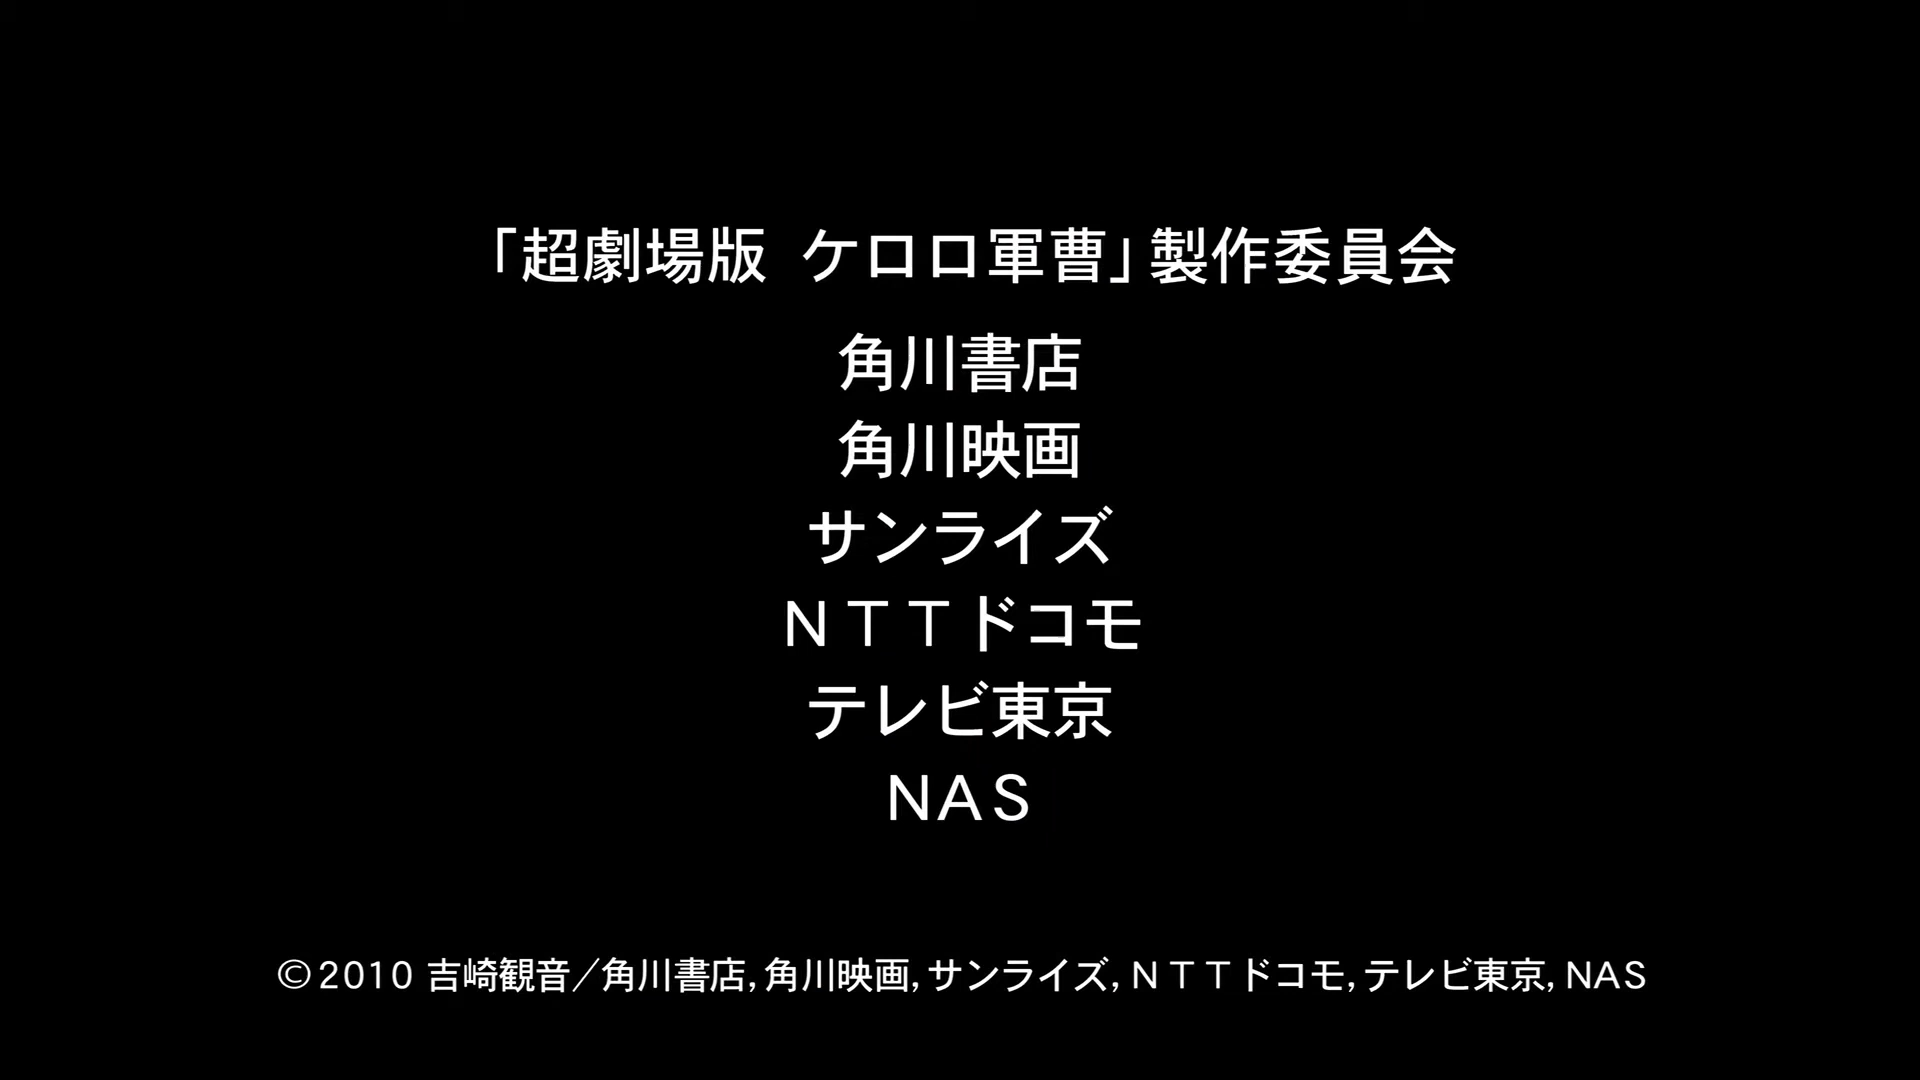 「超劇場版 ケロロ軍曹」製作委員会
角川書店
角川映画
サンライズ
ＮＴＴドコモ
テレビ東京
NAS
©2010 吉崎観音／角川書店,角川映画,サンライズ,ＮＴＴドコモ,テレビ東京,NAS